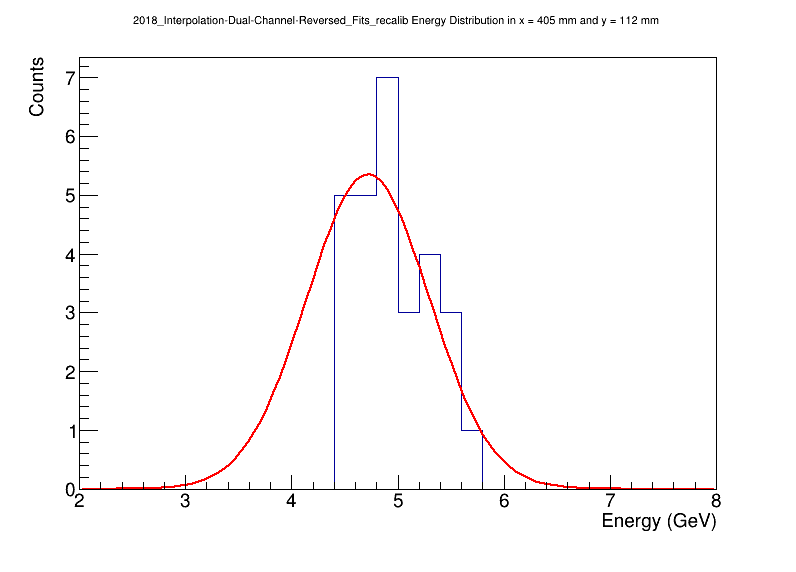 2018_Interpolation-Dual-Channel-Reversed_Fits_recalib Energy Distribution in x = 405 mm and y = 112 mm
Counts
7
6
5
4
3
2
1
0
2 3 4 5 6 7 8
Energy (GeV)